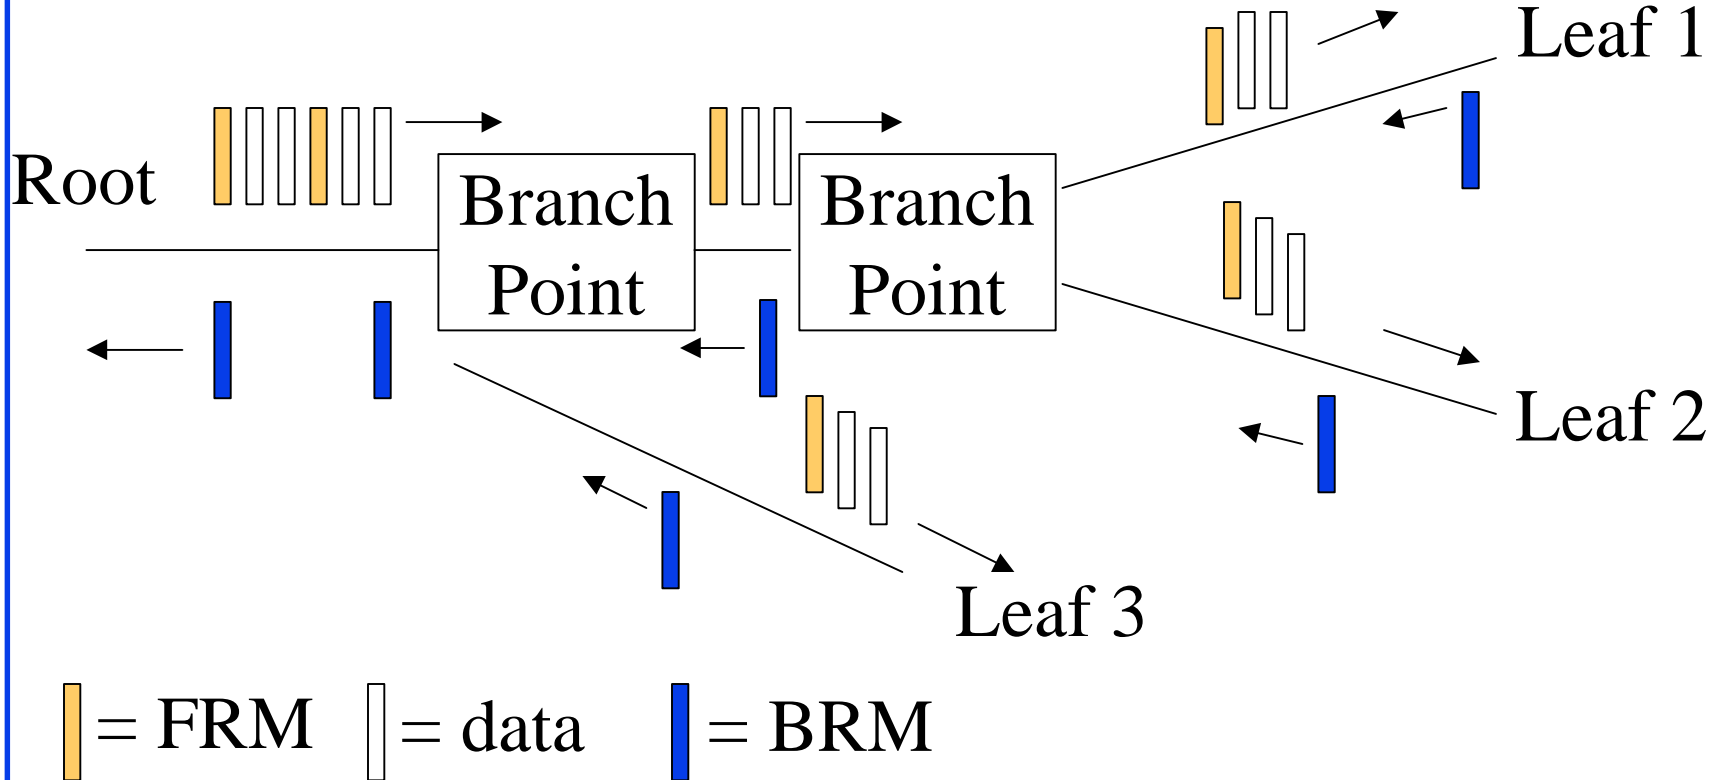 Leaf 1
Root
Branch
Point
Branch
Point
Leaf 2
Leaf 3
= FRM
= data
= BRM